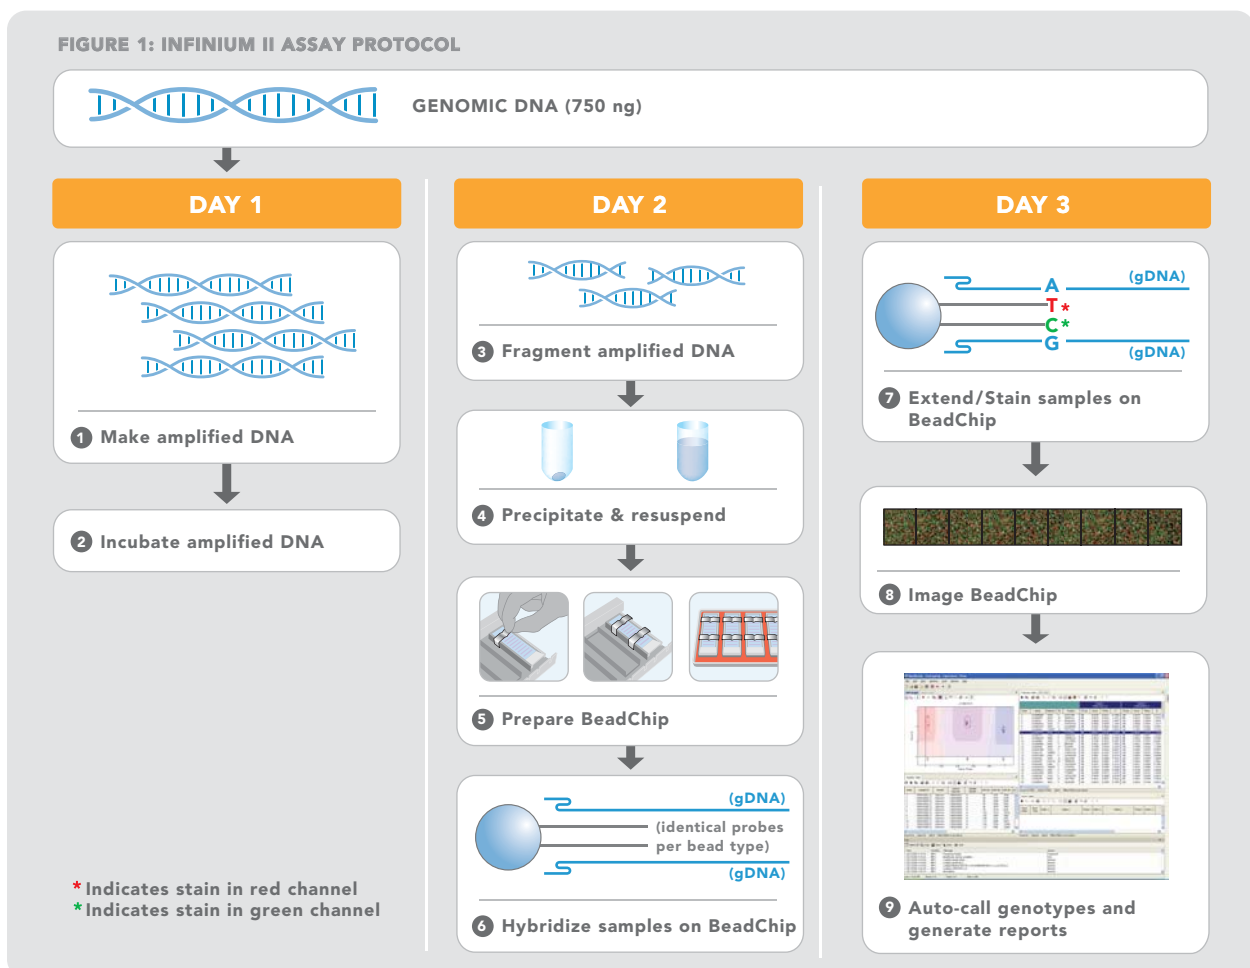 FIGURE 1: INFINIUM II ASSAY PROTOCOL
GENOMIC DNA (750 ng)
DAY 1
1 Make amplified DNA
2 Incubate amplified DNA
* Indicates stain in red channel
* Indicates stain in green channel
DAY 2
3 Fragment amplified DNA
4 Precipitate & resuspend
5 Prepare BeadChip
(gDNA)
(identical probes
per bead type)
(gDNA)
6 Hybridize samples on BeadChip
DAY 3
A (gDNA)
T*
C*
G (gDNA)
7 Extend/Stain samples on
BeadChip
8 Image BeadChip
9 Auto-call genotypes and
generate reports